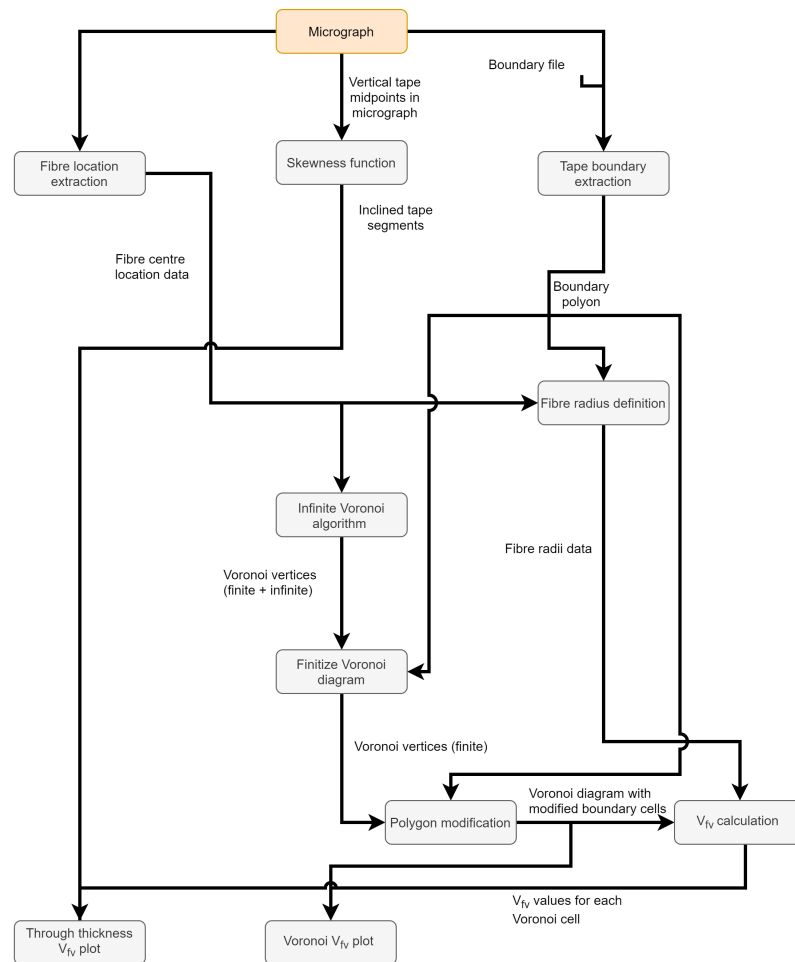 Micrograph
Boundary file
Vertical tape
midpoints in
micrograph
Fibre location
extraction
Skewness function
Tape boundary
extraction
Inclined tape
segments
Fibre centre
location data
Boundary
polyon
Fibre radius definition
Infinite Voronoi
algorithm
Fibre radii data
Voronoi vertices
(finite + infinite)
Finitize Voronoi
diagram
Voronoi vertices (finite)
Voronoi diagram with
modified boundary cells
Polygon modification
Vfv calculation
Vfv values for each
Voronoi cell
Through thickness
Vfv plot
Voronoi Vfv plot